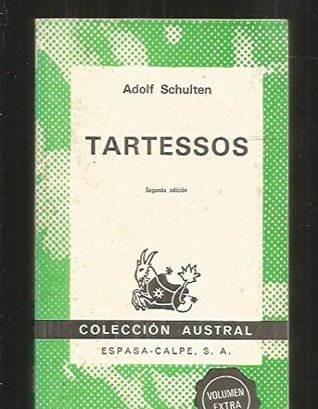 Adolf Schulten
TARTESSOS
Segunda edición
COLECCIÓN AUSTRAL
ESPASA-CALPE, S. A.
VOLUMEN
EXTRA